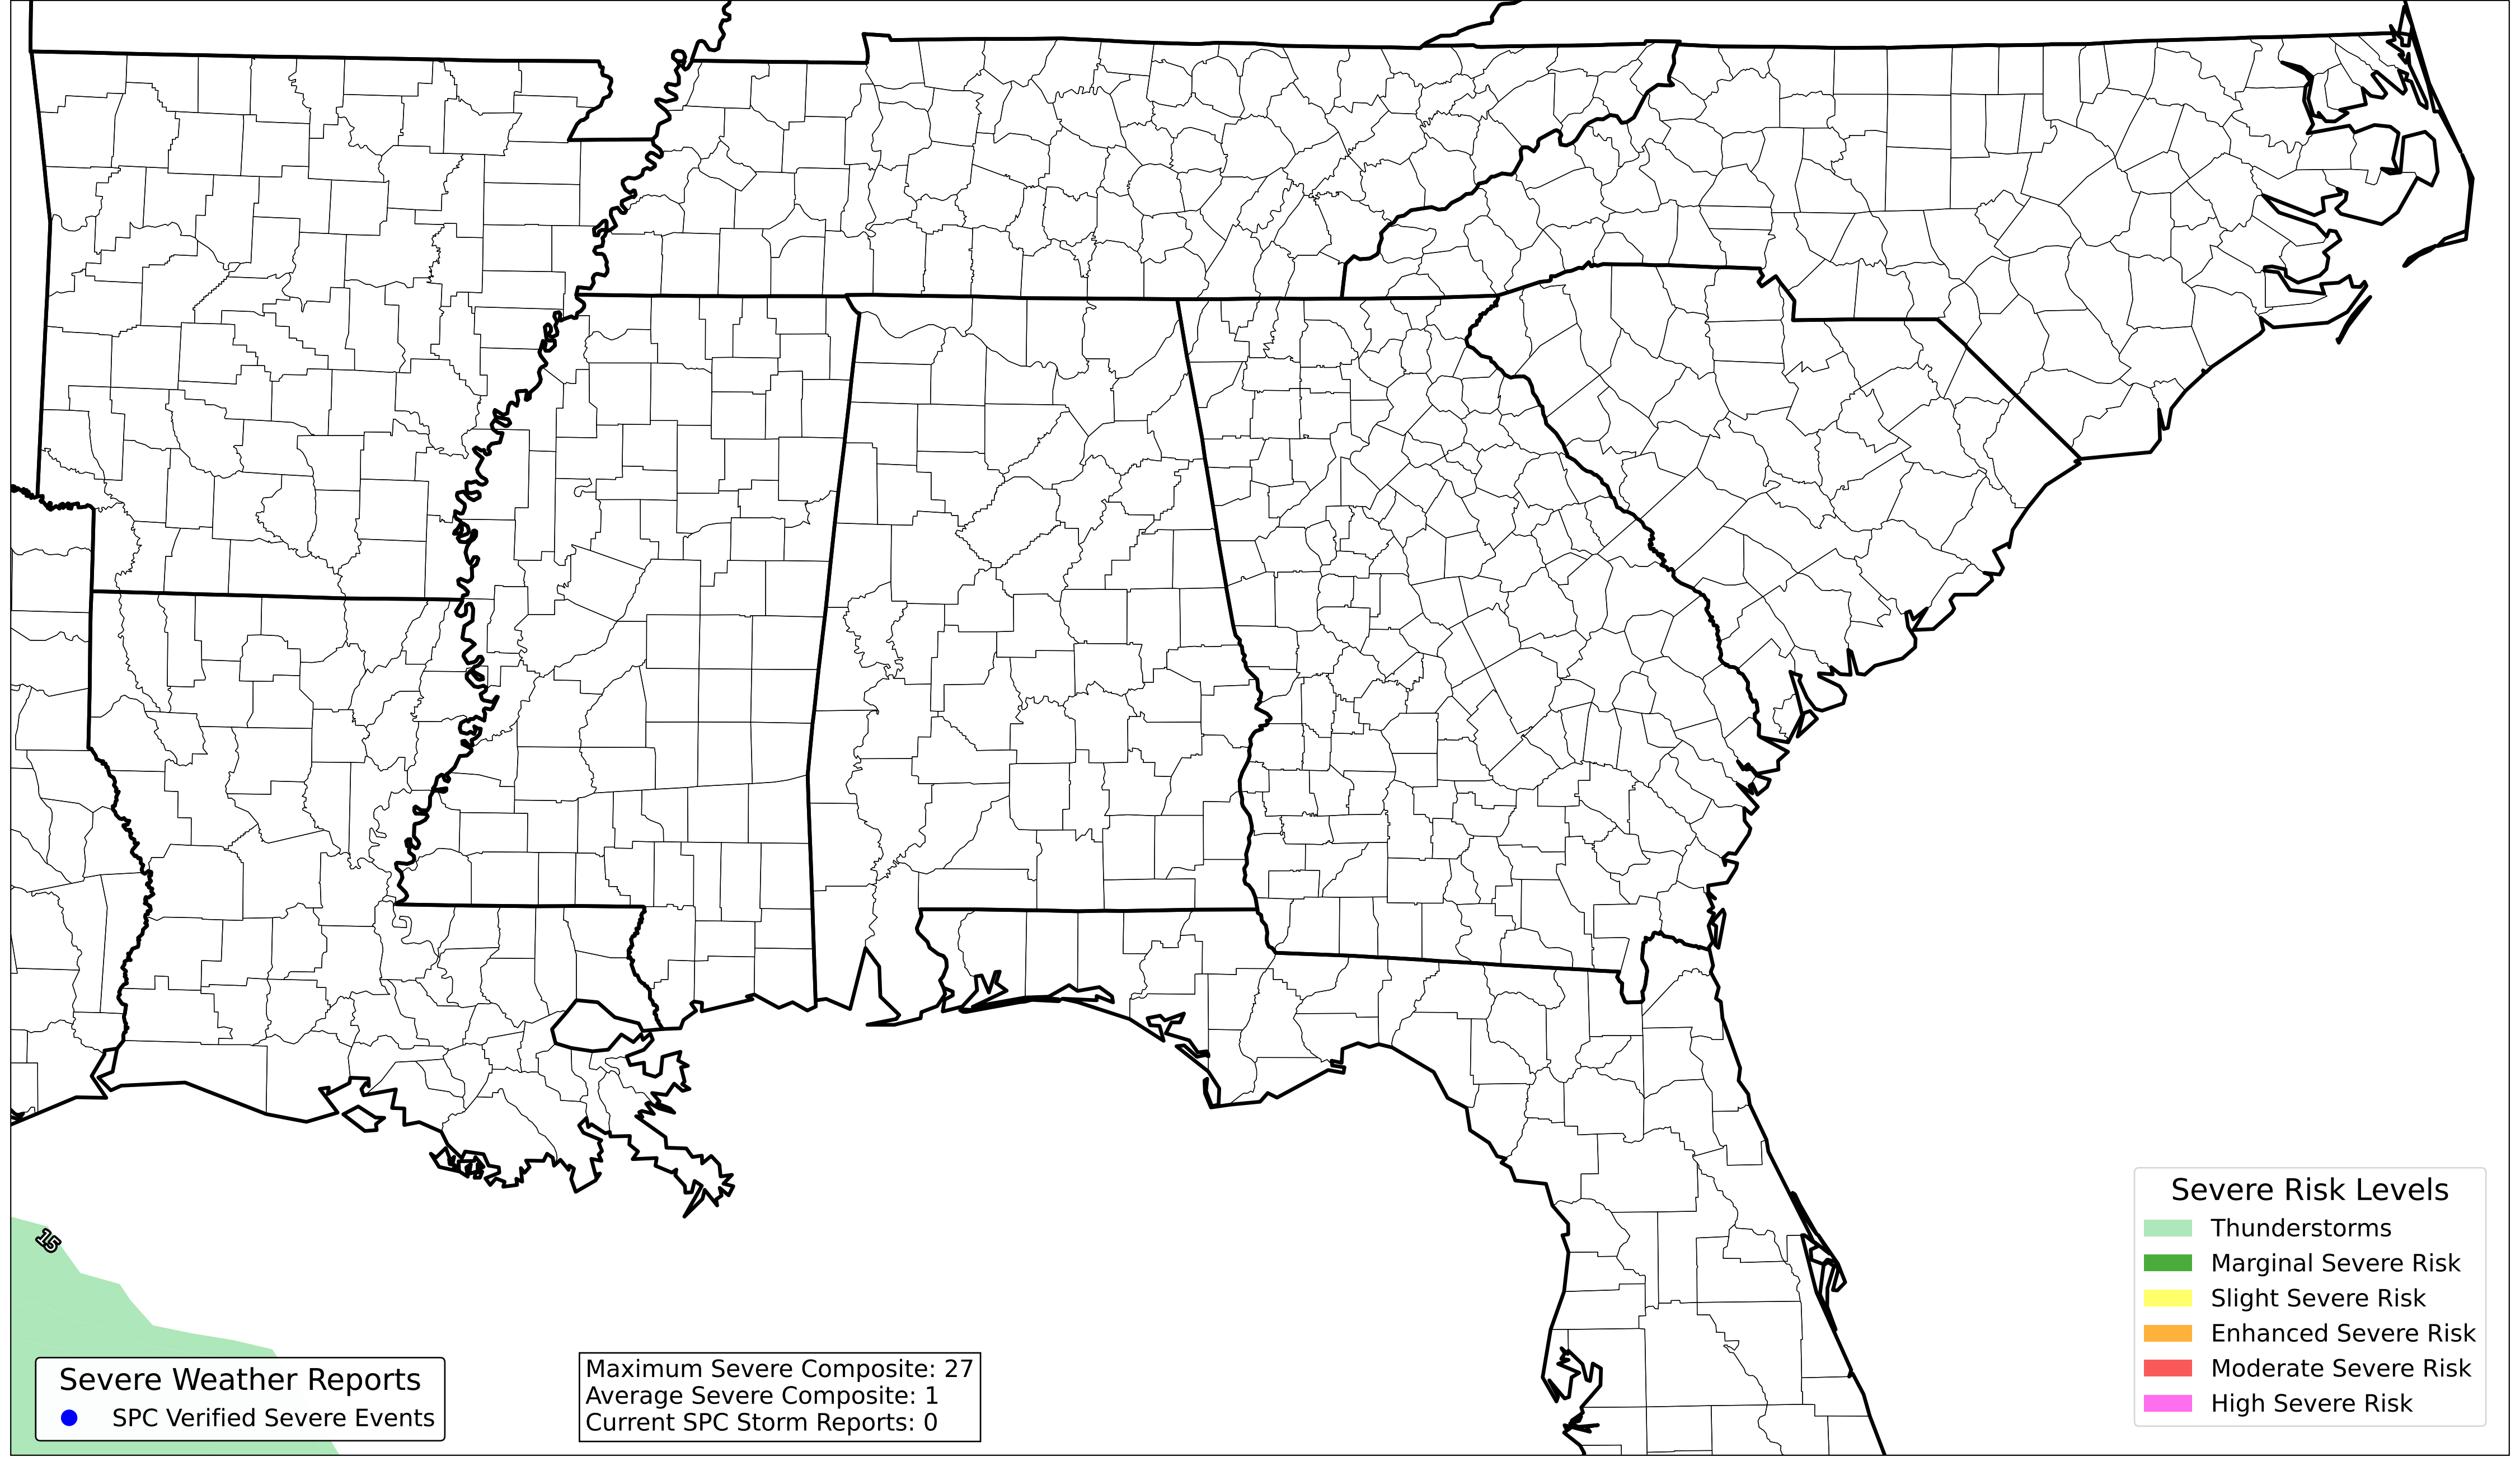 15
Severe Risk Levels
Thunderstorms
Marginal Severe Risk
Slight Severe Risk
Enhanced Severe Risk
Moderate Severe Risk
High Severe Risk
Severe Weather Reports
SPC Verified Severe Events
Maximum Severe Composite: 27
Average Severe Composite: 1
Current SPC Storm Reports: 0